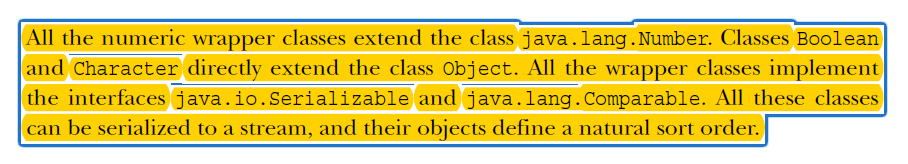 All the numeric wrapper classes extend the class java.lang.Number. Classes Boolean
and Character directly extend the class Object. All the wrapper classes implement
the interfaces java.io.Serializable and java.lang.Comparable. All these classes
can be serialized to a stream, and their objects define a natural sort order.